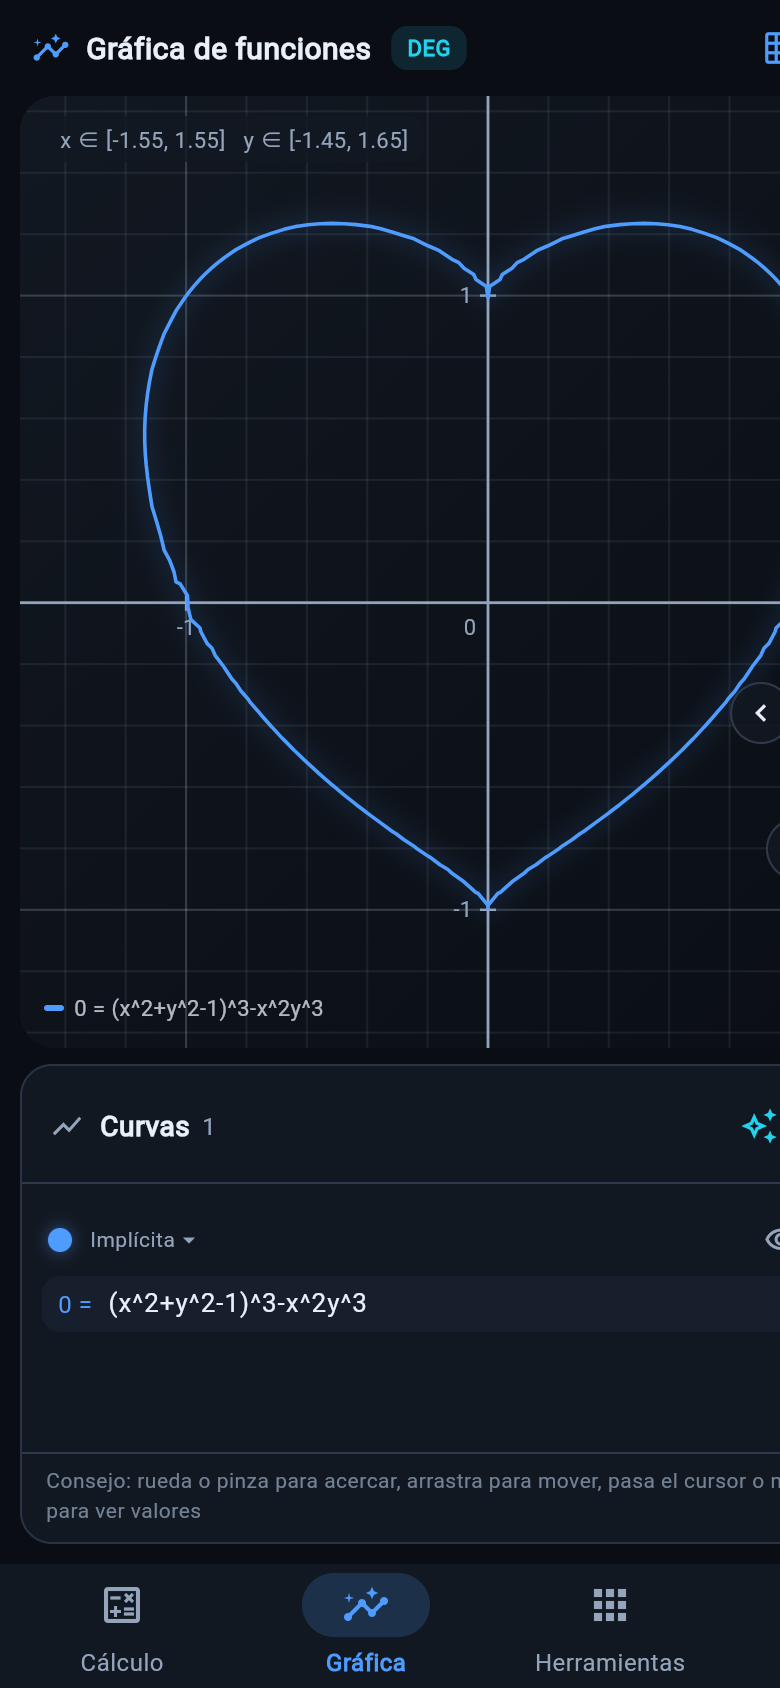 Gráfica de funciones DEG
x ∈ [-1.55, 1.55] y ∈ [-1.45, 1.65]
1
-1 0
-1
0 = (x^2+y^2-1)^3-x^2y^3
Curvas 1
Implícita
0 = (x^2+y^2-1)^3-x^2y^3
Consejo: rueda o pinza para acercar, arrastra para mover, pasa el cursor o
para ver valores
Cálculo Gráfica Herramientas